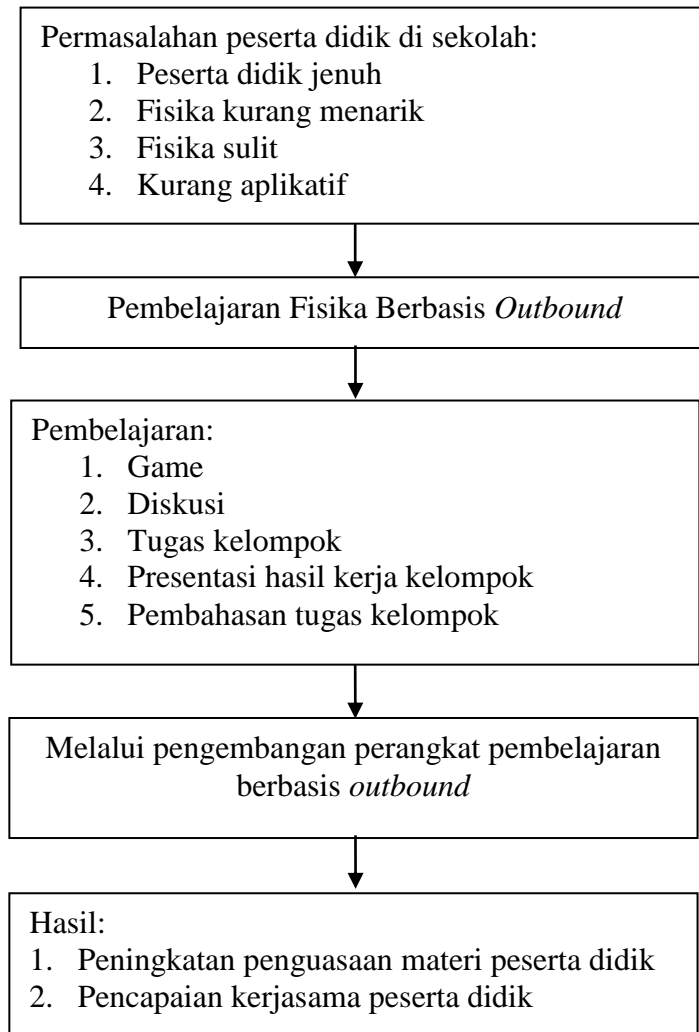 Permasalahan peserta didik di sekolah:
1. Peserta didik jenuh
2. Fisika kurang menarik
3. Fisika sulit
4. Kurang aplikatif
Pembelajaran Fisika Berbasis Outbound
Pembelajaran:
1. Game
2. Diskusi
3. Tugas kelompok
4. Presentasi hasil kerja kelompok
5. Pembahasan tugas kelompok
Melalui pengembangan perangkat pembelajaran
berbasis outbound
Hasil:
1. Peningkatan penguasaan materi peserta didik
2. Pencapaian kerjasama peserta didik